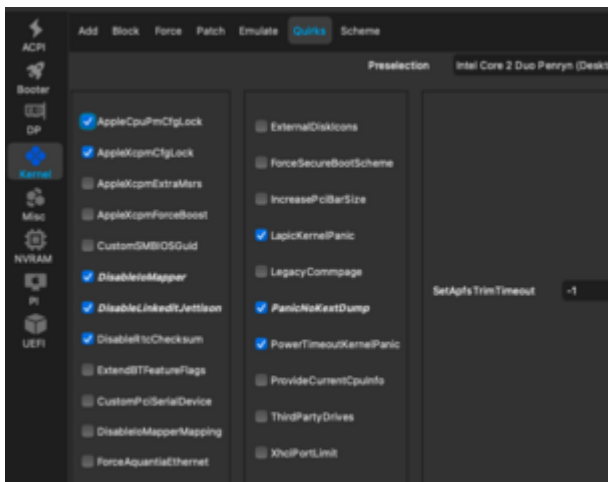 Add Block Force Patch Emulate Quirks Scheme
ACPI
Booter
DP
Kernel
Misc
NVRAM
PI
UEFI
Preselection Intel Core 2 Duo Penryn (Deskt
AppleCpuPmCfgLock
AppleXcpmCfgLock
AppleXcpmExtraMsrs
AppleXcpmForceBoost
CustomSMBIOSGuid
DisableIoMapper
DisableLinkeditJettison
DisableRtcChecksum
ExtendBTFeatureFlags
CustomPciSerialDevice
DisableIoMapperMapping
ForceAquantiaEthernet
ExternalDiskIcons
ForceSecureBootScheme
IncreasePciBarSize
LapicKernelPanic
LegacyCommpage
PanicNoKextDump
PowerTimeoutKernelPanic
ProvideCurrentCpuInfo
ThirdPartyDrives
XhciPortLimit
SetApfsTrimTimeout -1